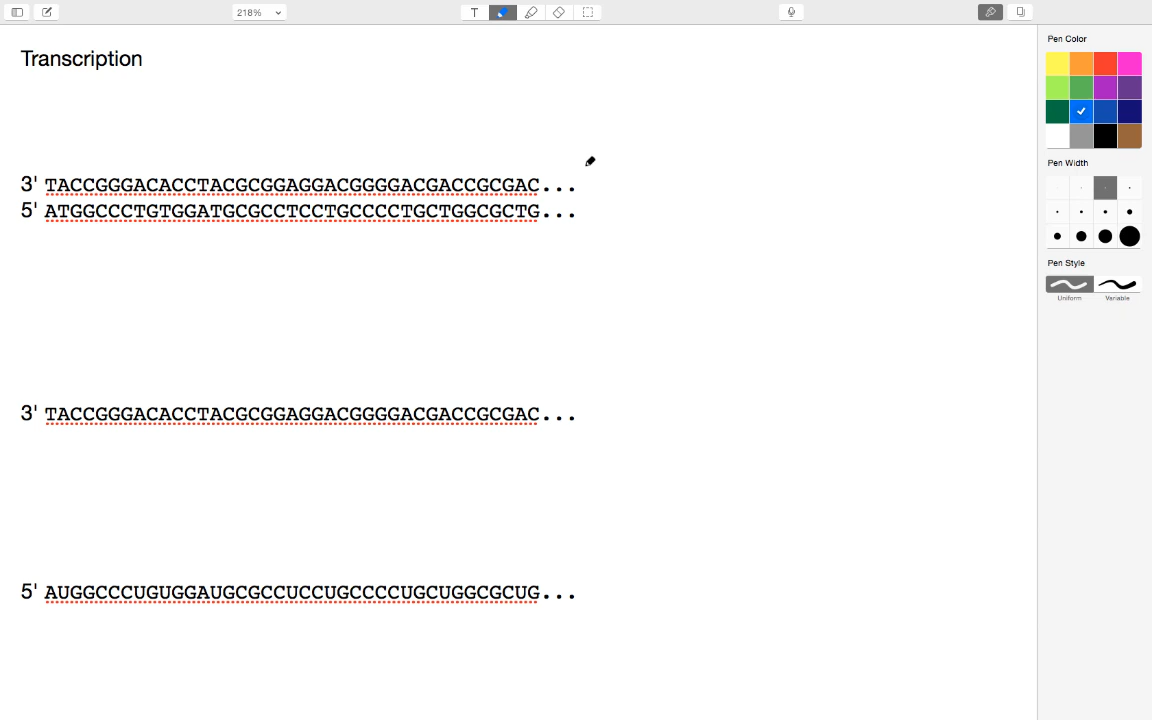 218%
T
Pen Color
Transcription
Pen Width
3' TACCGGGACACCTACGCGGAGGACGGGGACGACCGCGAC...
5' ATGGCCCTGTGGATGCGCCTCCTGCCCCTGCTGGCGCTG...
Pen Style
Uniform Variable
3' TACCGGGACACCTACGCGGAGGACGGGGACGACCGCGAC...
5' AUGGCCCUGUGGAUGCGCCUCCUGCCCCUGCUGGCGCUG...